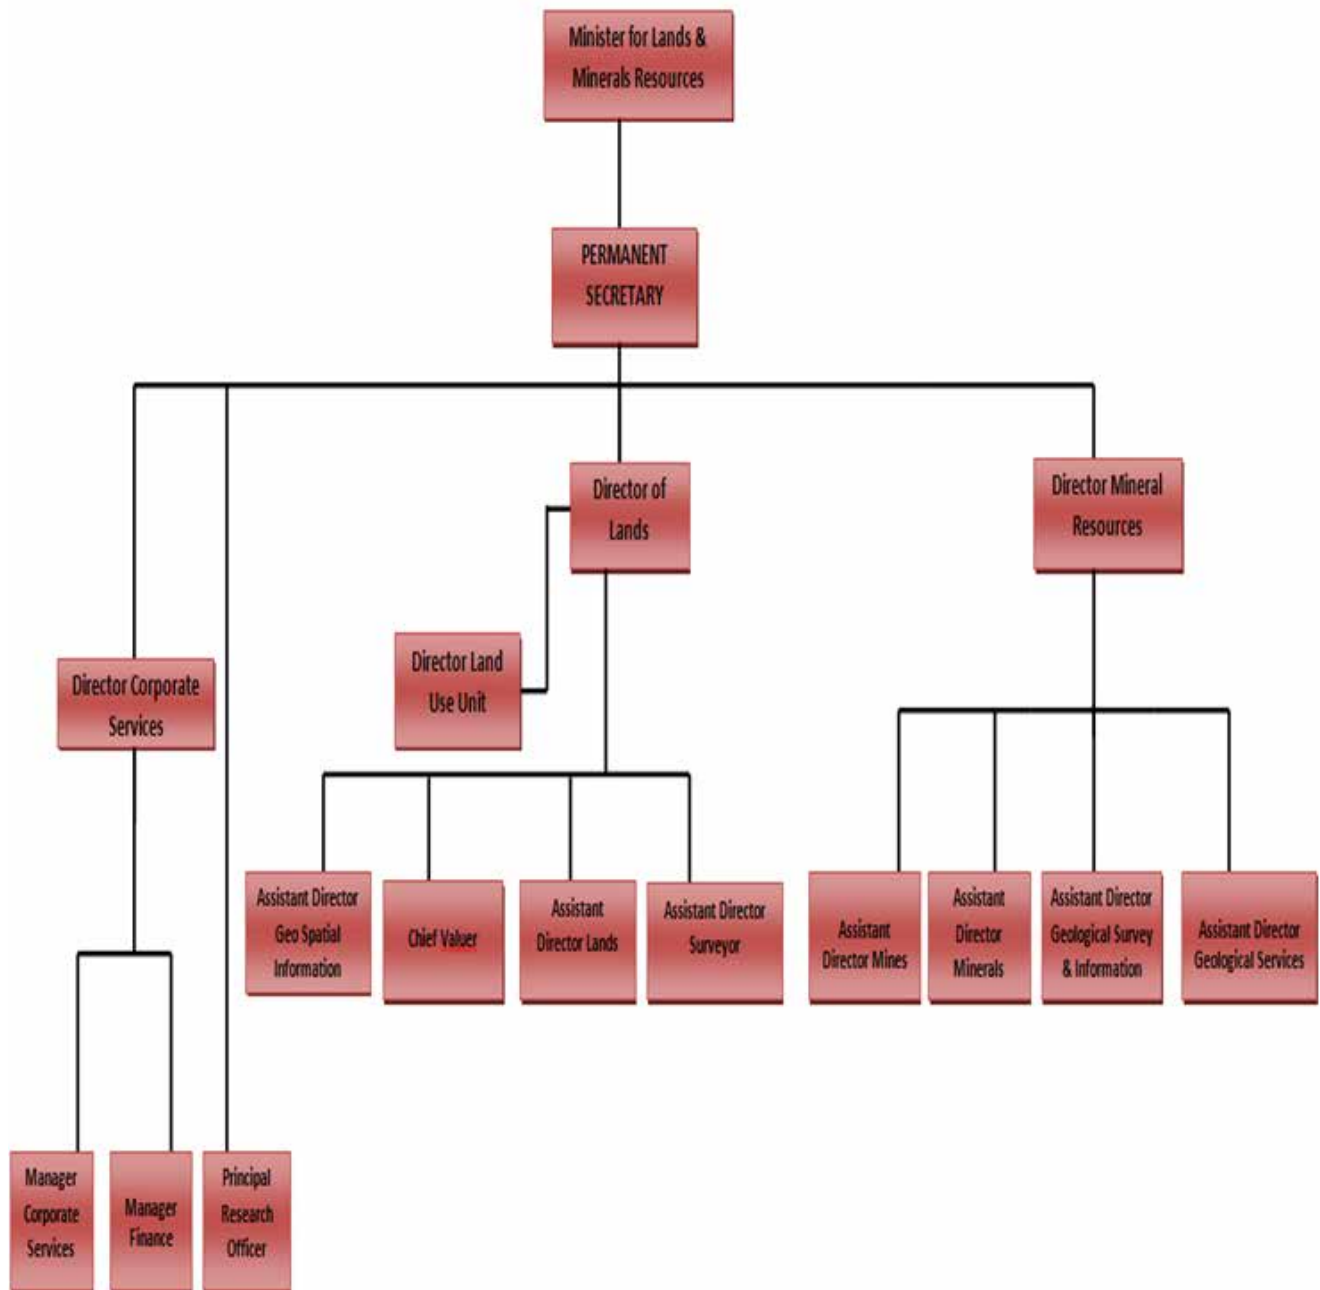 Minister for Lands &
Minerals Resources
PERMANENT
SECRETARY
Director of
Lands
Director Mineral
Resources
Director Land
Use Unit
Director Corporate
Services
Assistant Director
Geo Spatial
Information
Chief Valuer
Assistant
Director Lands
Assistant Director
Surveyor
Assistant
Director Mines
Assistant
Director
Minerals
Assistant Director
Geological Survey
& Information
Assistant Director
Geological Services
Manager
Corporate
Services
Manager
Finance
Principal
Research
Officer